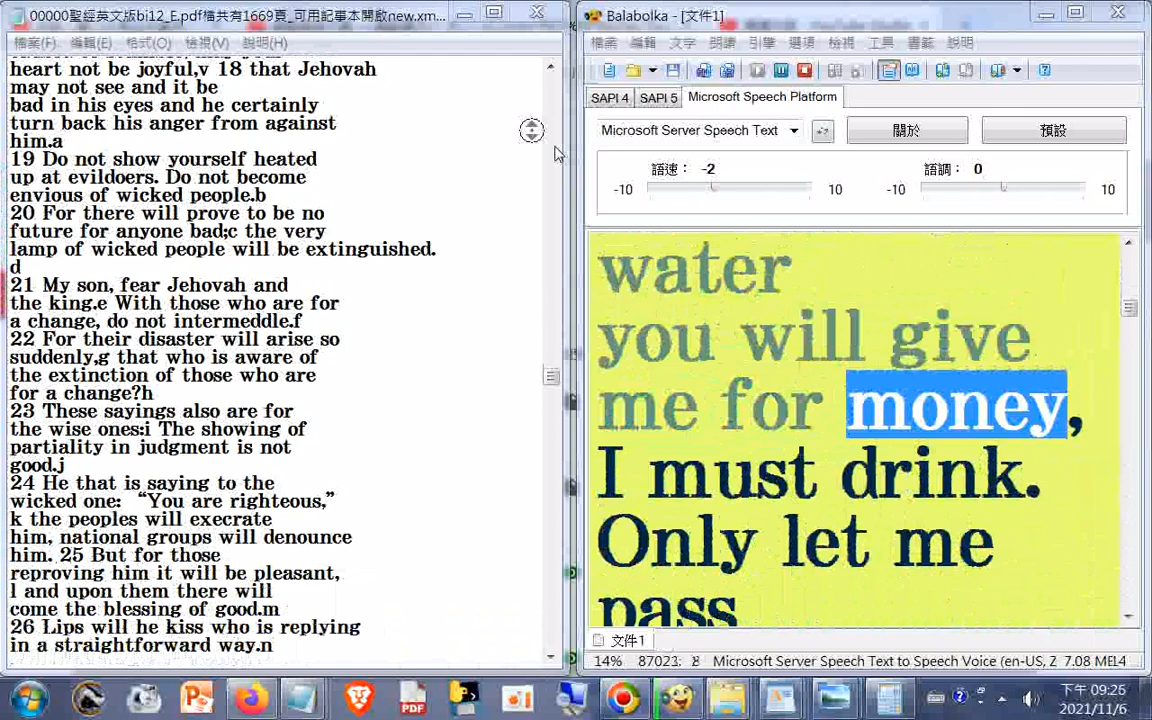 00000聖經英文版bi12_E.pdf檔共有1669頁_可用記事本開啟new.xm...
檔案(F) 編輯(E) 格式(O) 檢視(V) 說明(H)
heart not be joyful,v 18 that Jehovah
may not see and it be
bad in his eyes and he certainly
turn back his anger from against
him.a
19 Do not show yourself heated
up at evildoers. Do not become
envious of wicked people.b
20 For there will prove to be no
future for anyone bad;c the very
lamp of wicked people will be extinguished.
d
21 My son, fear Jehovah and
the king.e With those who are for
a change, do not intermeddle.f
22 For their disaster will arise so
suddenly,g that who is aware of
the extinction of those who are
for a change?h
23 These sayings also are for
the wise ones:i The showing of
partiality in judgment is not
good.j
24 He that is saying to the
wicked one: “You are righteous,”
k the peoples will execrate
him, national groups will denounce
him. 25 But for those
reproving him it will be pleasant,
l and upon them there will
come the blessing of good.m
26 Lips will he kiss who is replying
in a straightforward way.n
Balabolka - [文件1]
檔案 編輯 文字 朗讀 引擎 選項 檢視 工具 書籤 說明
SAPI 4 SAPI 5 Microsoft Speech Platform
Microsoft Server Speech Text 關於 預設
語速： -2 語調： 0
-10 10 -10 10
water
you will give
me for money,
I must drink.
Only let me
pass
文件1
14% 87023: Microsoft Server Speech Text to Speech Voice (en-US, Z 7.08 ME
PDF
下午 09:26
2021/11/6